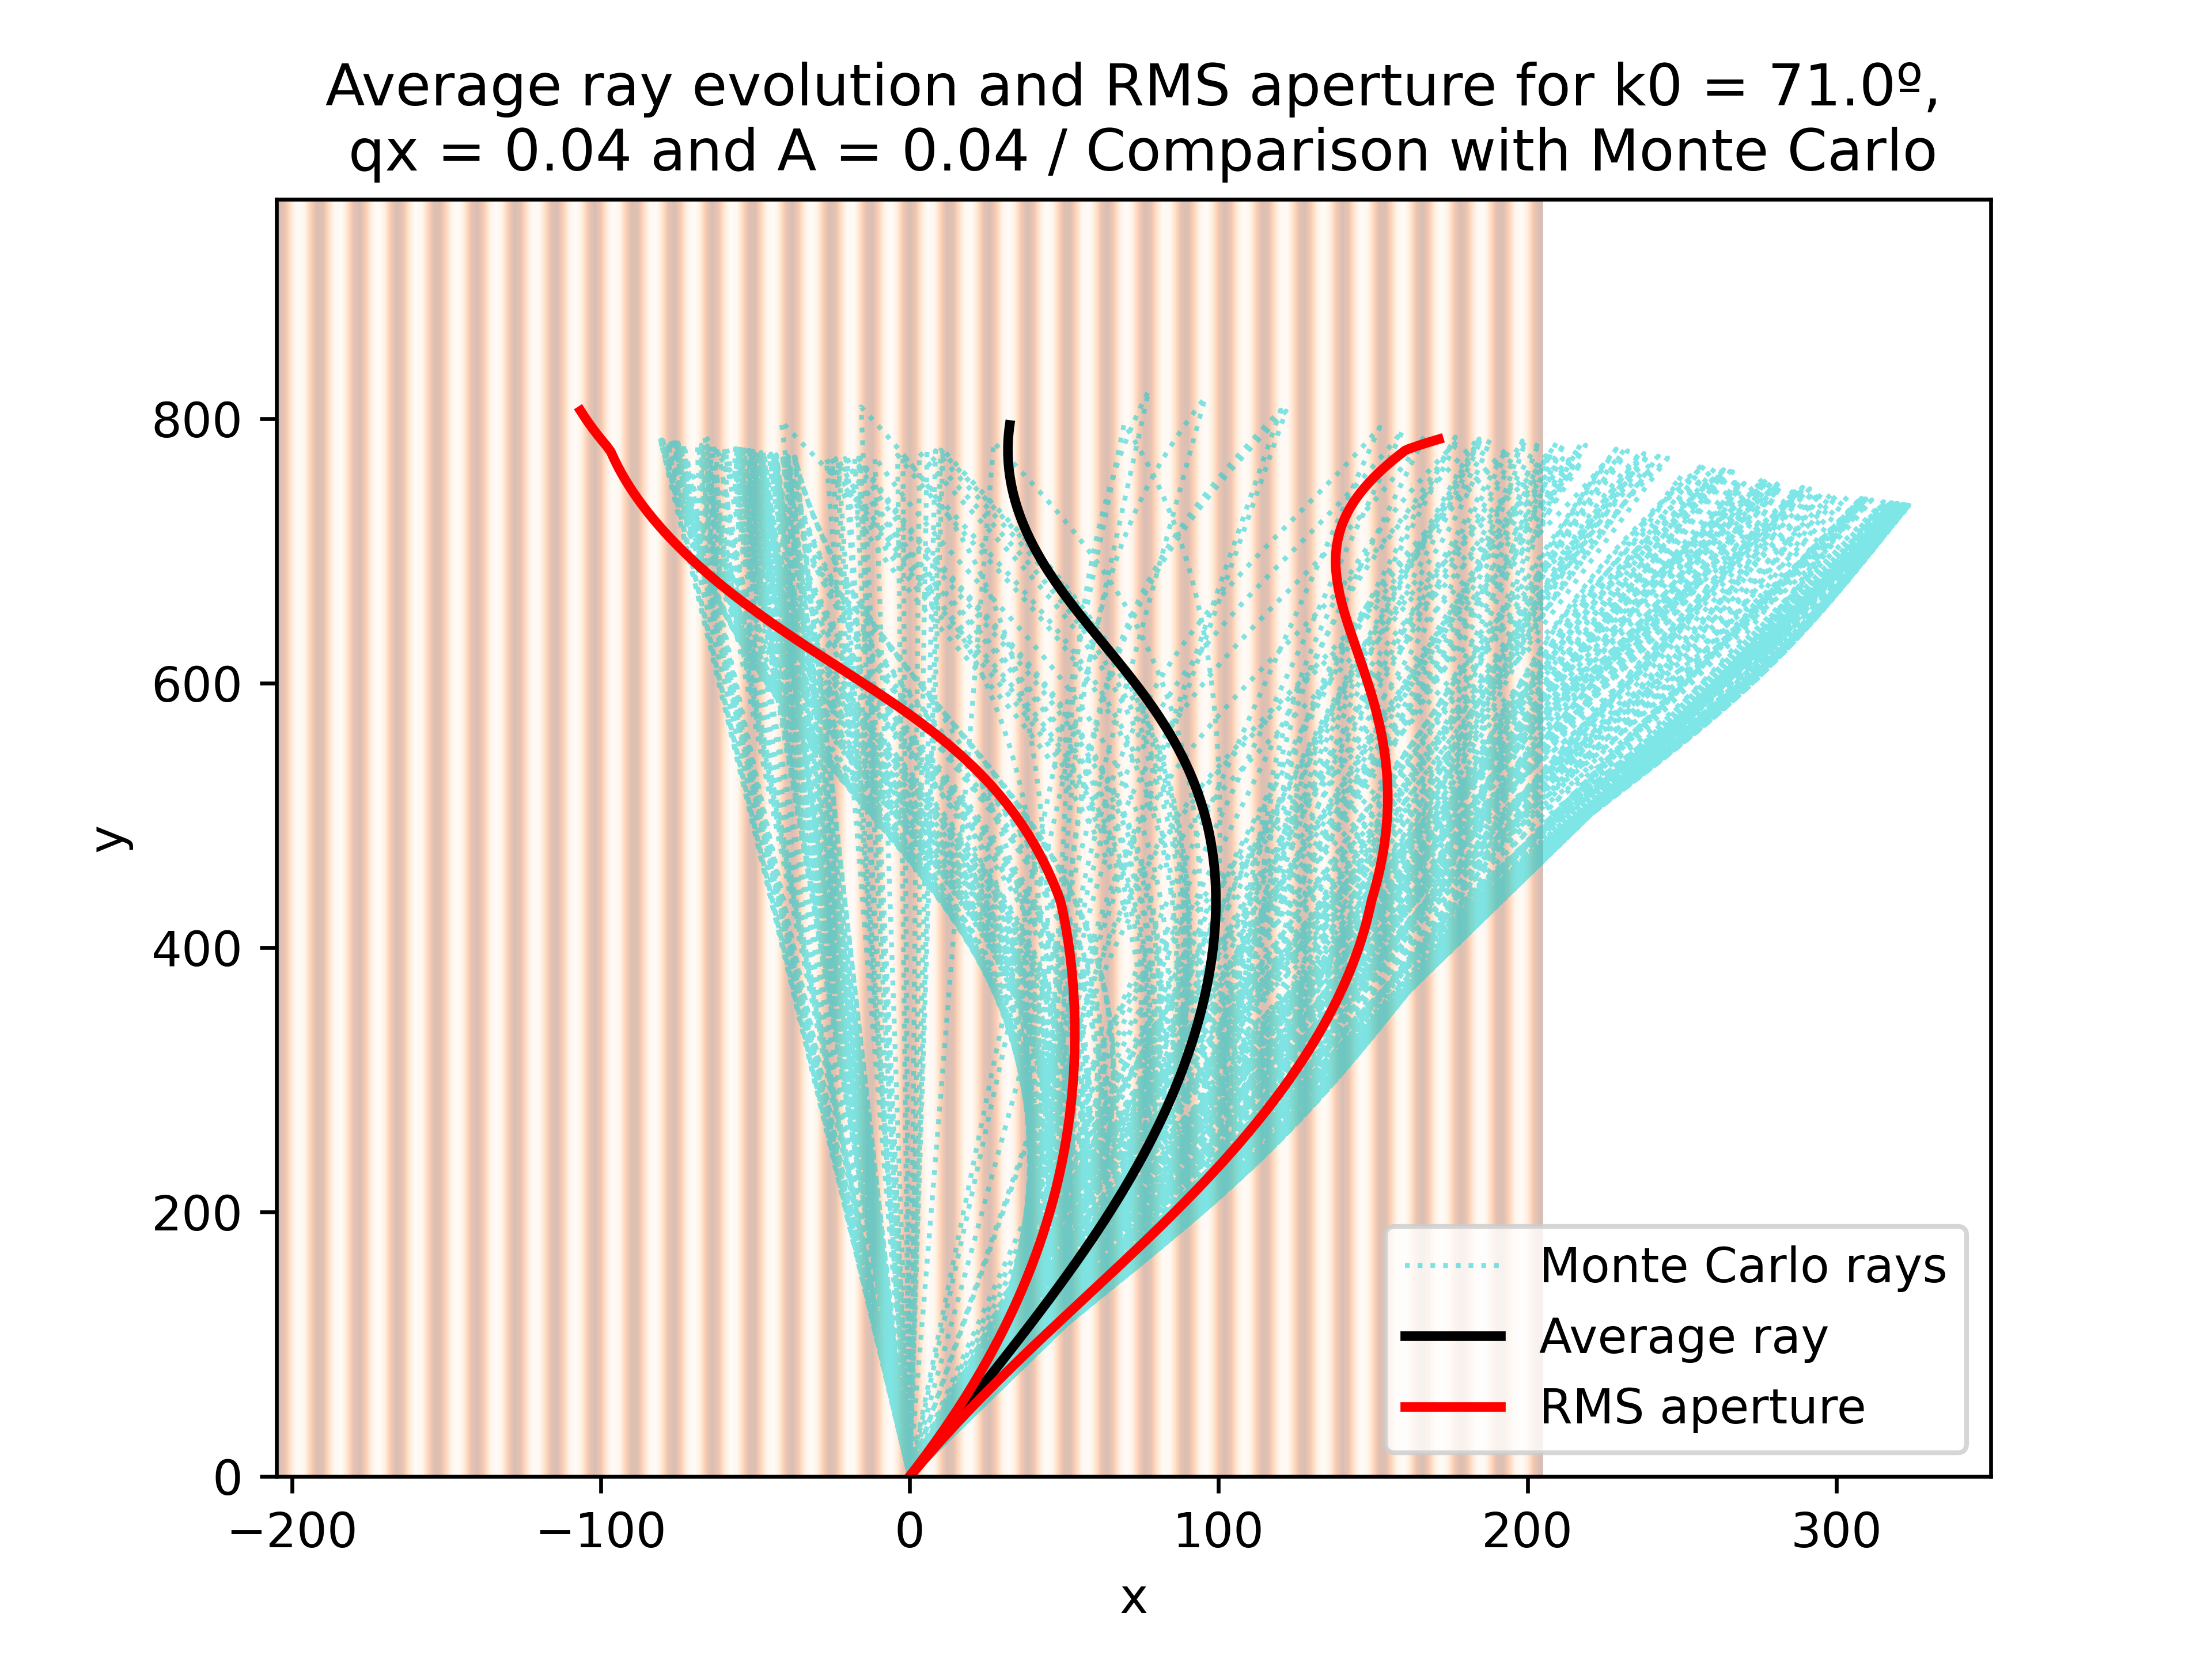 Average ray evolution and RMS aperture for k0 = 71.0º,
qx = 0.04 and A = 0.04 / Comparison with Monte Carlo
800
600
400
200
0
y
−200
−100
0
100
200
300
x
Monte Carlo rays
Average ray
RMS aperture